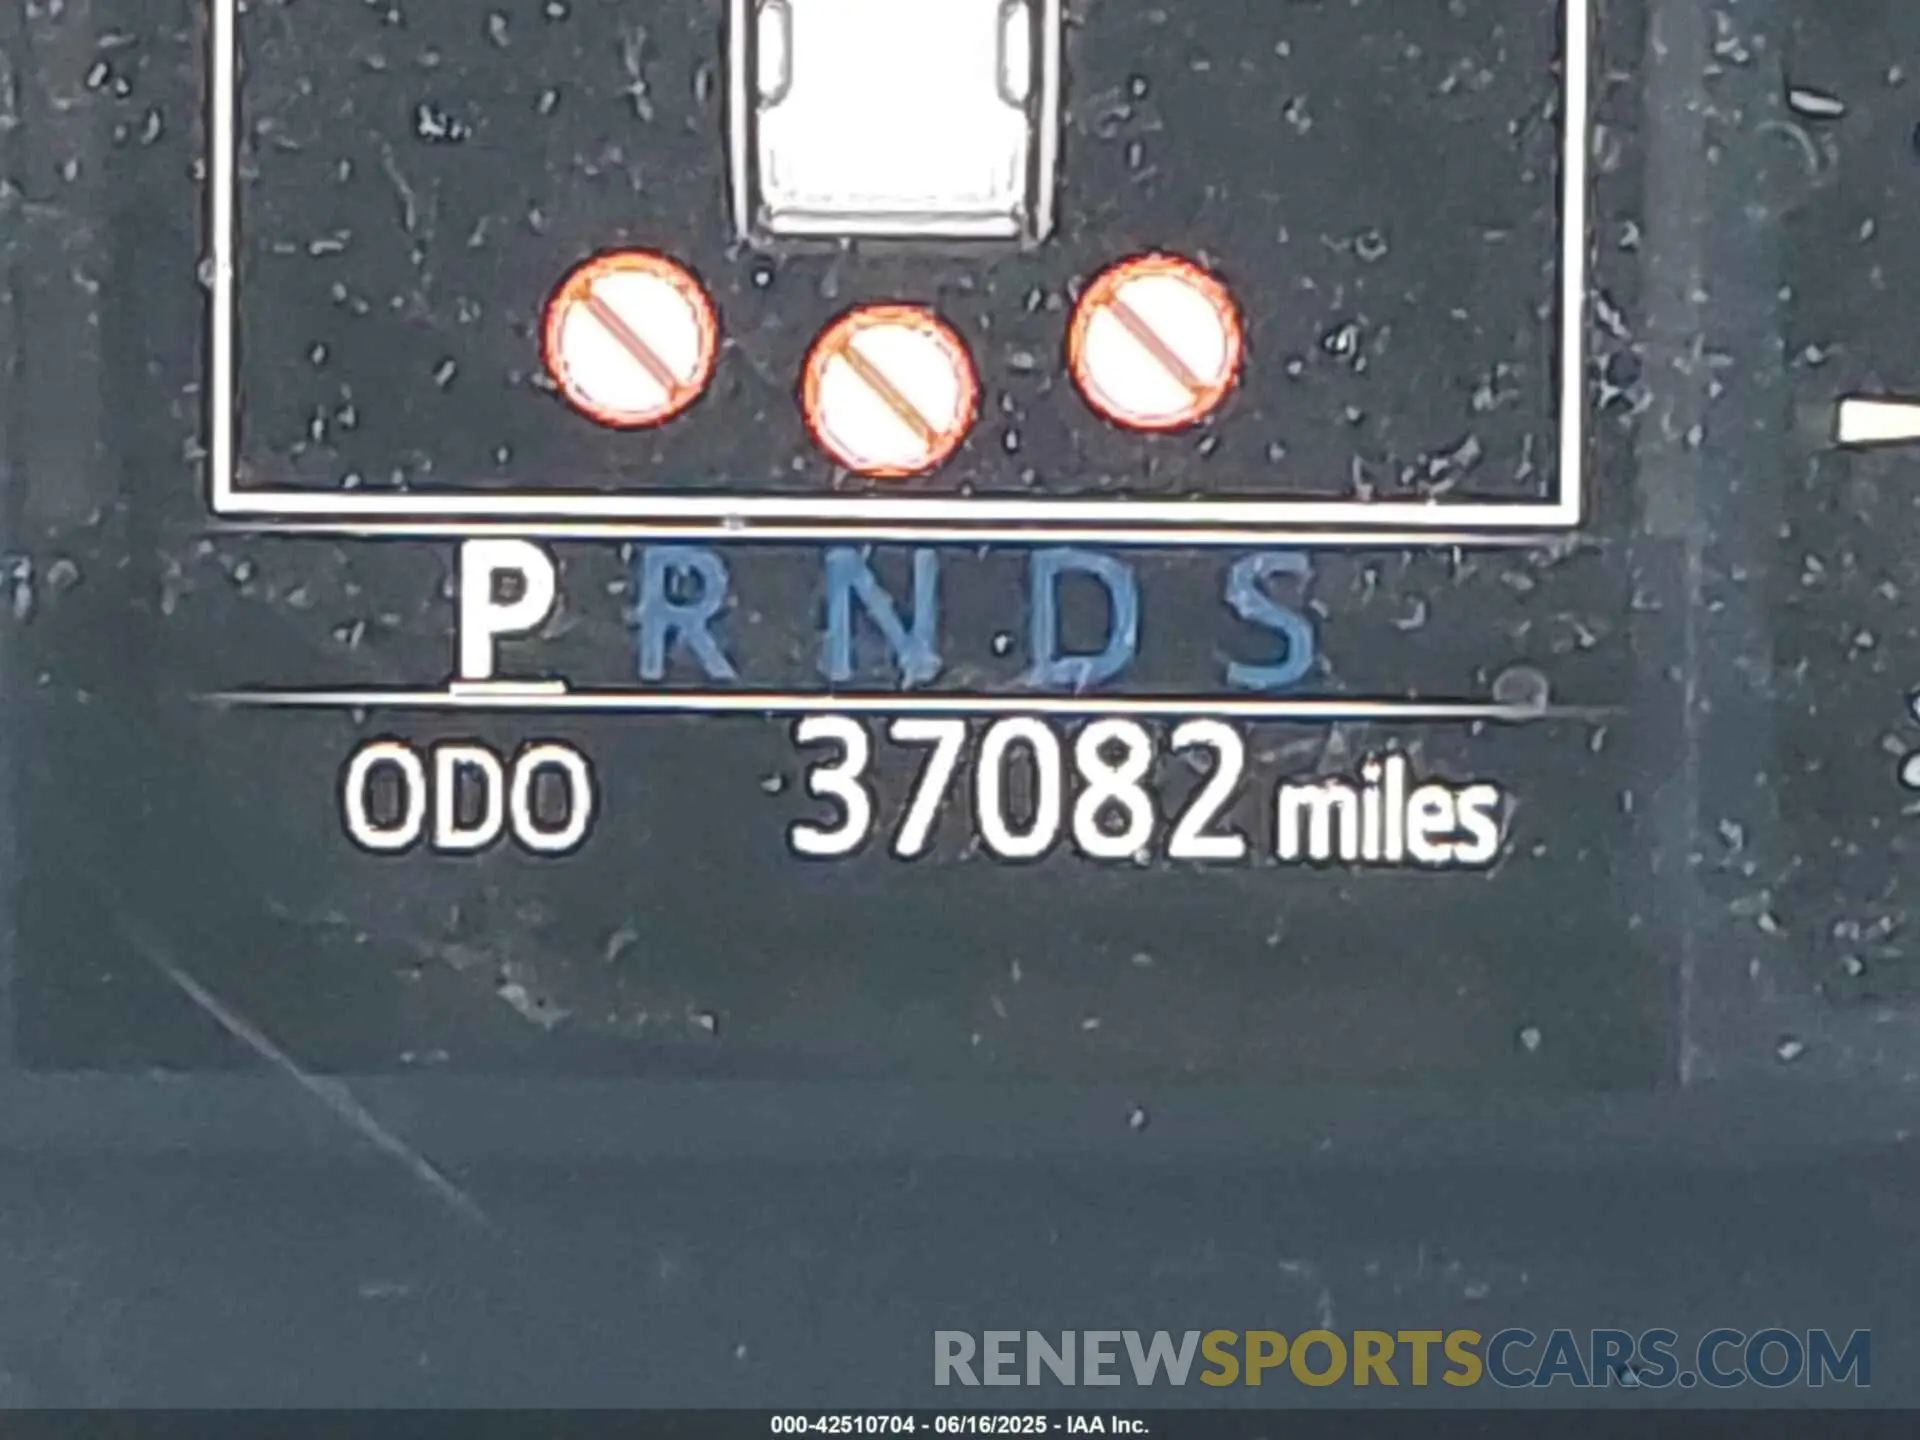 P R N D S
ODO 37082 miles
RENEWSPORTSCARS.COM
000-42510704 - 06/16/2025 - IAA Inc.